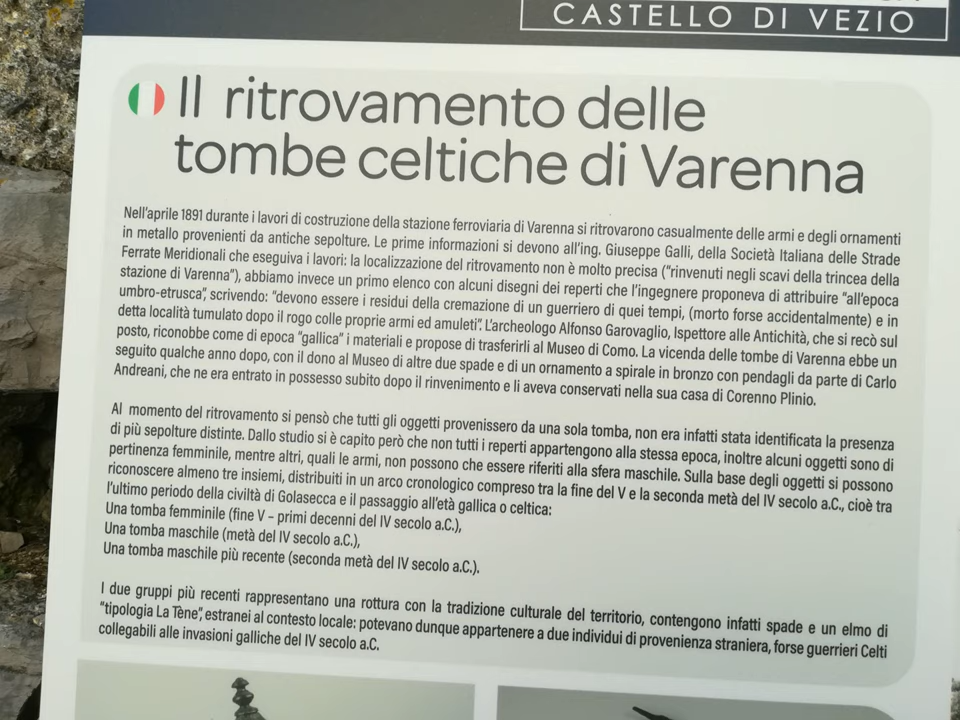 CASTELLO DI VEZIO
Il ritrovamento delle
tombe celtiche di Varenna
Nell'aprile 1891 durante i lavori di costruzione della stazione ferroviaria di Varenna si ritrovarono casualmente delle armi e degli ornamenti
in metallo provenienti da antiche sepolture. Le prime informazioni si devono all'ing. Giuseppe Galli, della Società Italiana delle Strade
Ferrate Meridionali che eseguiva i lavori: la localizzazione del ritrovamento non è molto precisa ("rinvenuti negli scavi della trincea della
stazione di Varenna"), abbiamo invece un primo elenco con alcuni disegni dei reperti che l'ingegnere proponeva di attribuire "all'epoca
umbro-etrusca", scrivendo: "devono essere i residui della cremazione di un guerriero di quei tempi, (morto forse accidentalmente) e in
detta località tumulato dopo il rogo colle proprie armi ed amuleti". L'archeologo Alfonso Garovaglio, Ispettore alle Antichità, che si recò sul
posto, riconobbe come di epoca "gallica" i materiali e propose di trasferirli al Museo di Como. La vicenda delle tombe di Varenna ebbe un
seguito qualche anno dopo, con il dono al Museo di altre due spade e di un ornamento a spirale in bronzo con pendagli da parte di Carlo
Andreani, che ne era entrato in possesso subito dopo il rinvenimento e li aveva conservati nella sua casa di Corenno Plinio.
Al momento del ritrovamento si pensò che tutti gli oggetti provenissero da una sola tomba, non era infatti stata identificata la presenza
di più sepolture distinte. Dallo studio si è capito però che non tutti i reperti appartengono alla stessa epoca, inoltre alcuni oggetti sono di
pertinenza femminile, mentre altri, quali le armi, non possono che essere riferiti alla sfera maschile. Sulla base degli oggetti si possono
riconoscere almeno tre insiemi, distribuiti in un arco cronologico compreso tra la fine del V e la seconda metà del IV secolo a.C., cioè tra
l'ultimo periodo della civiltà di Golasecca e il passaggio all'età gallica o celtica:
Una tomba femminile (fine V – primi decenni del IV secolo a.C.),
Una tomba maschile (metà del IV secolo a.C.),
Una tomba maschile più recente (seconda metà del IV secolo a.C.).
I due gruppi più recenti rappresentano una rottura con la tradizione culturale del territorio, contengono infatti spade e un elmo di
"tipologia La Tène", estranei al contesto locale: potevano dunque appartenere a due individui di provenienza straniera, forse guerrieri Celti
collegabili alle invasioni galliche del IV secolo a.C.